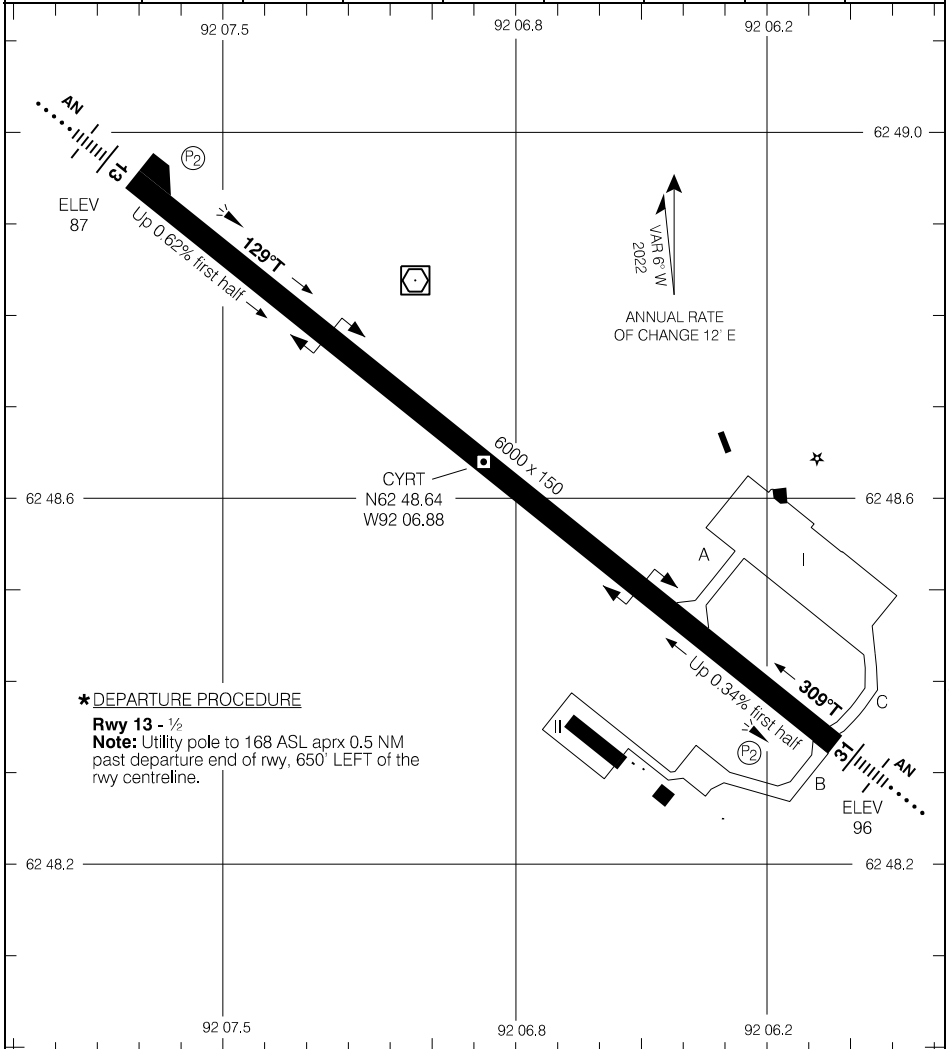 92 07.5
92 06.8
92 06.2
AN
62 49.0
13
P2
ELEV
87
Up 0.62% first half
129°T
VAR 6° W
2022
ANNUAL RATE
OF CHANGE 12' E
6000 x 150
CYRT
N62 48.64
W92 06.88
62 48.6
62 48.6
A
I
*DEPARTURE PROCEDURE
Rwy 13 - ½
Note: Utility pole to 168 ASL aprx 0.5 NM
past departure end of rwy, 650' LEFT of the
rwy centreline.
Up 0.34% first half
309°T
C
II
P2
31
AN
B
ELEV
96
62 48.2
62 48.2
92 07.5
92 06.8
92 06.2